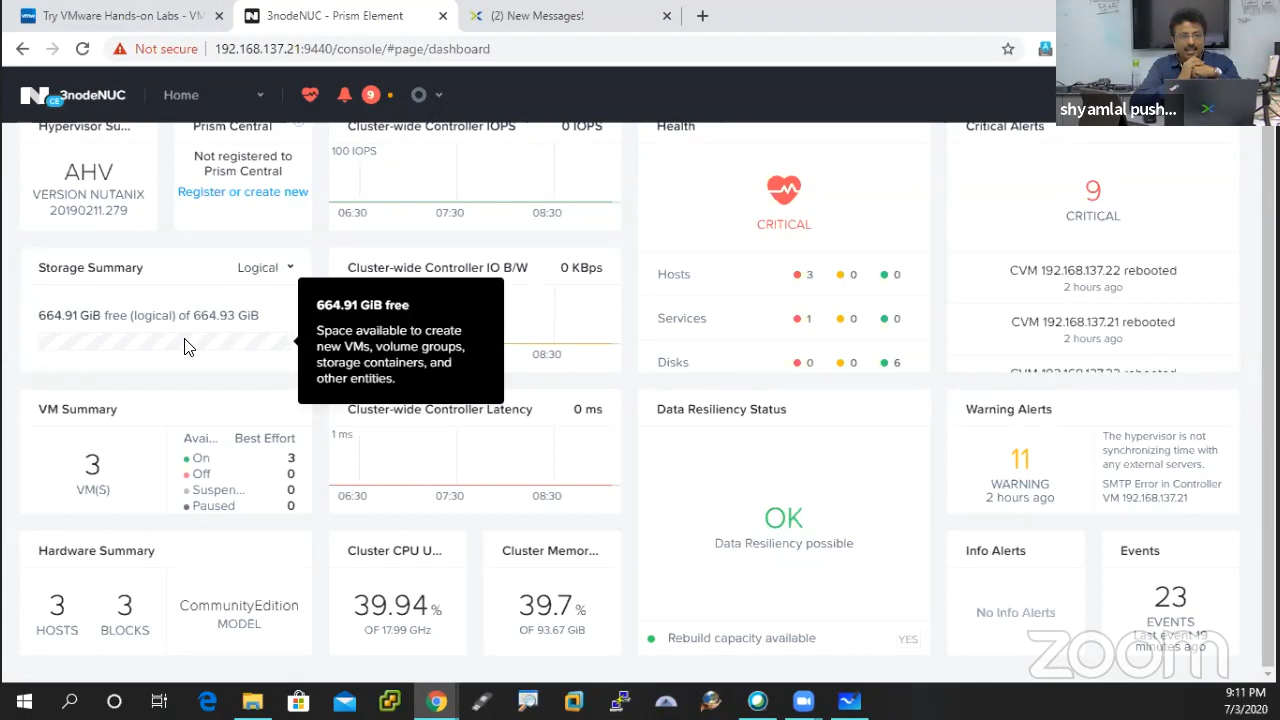 Try VMware Hands-on Labs - VM
3nodeNUC - Prism Element
(2) New Messages!
Not secure
192.168.137.21:9440/console/#page/dashboard
shyamlal push...
CE
3nodeNUC
Home
9
Hypervisor Su...
AHV
VERSION NUTANIX
20190211.279
Prism Central
Not registered to
Prism Central
Register or create new
Cluster-wide Controller IOPS
0 IOPS
100 IOPS
06:30
07:30
08:30
Health
CRITICAL
Hosts
3
0
0
Services
1
0
0
Disks
0
0
6
Critical Alerts
9
CRITICAL
CVM 192.168.137.22 rebooted
2 hours ago
CVM 192.168.137.21 rebooted
2 hours ago
Storage Summary
Logical
664.91 GiB free (logical) of 664.93 GiB
664.91 GiB free
Space available to create
new VMs, volume groups,
storage containers, and
other entities.
Cluster-wide Controller IO B/W
0 KBps
08:30
VM Summary
3
VM(S)
Avai...
Best Effort
On
3
Off
0
Suspen...
0
Paused
0
Cluster-wide Controller Latency
0 ms
1 ms
06:30
07:30
08:30
Data Resiliency Status
OK
Data Resiliency possible
Rebuild capacity available
YES
Warning Alerts
11
WARNING
2 hours ago
The hypervisor is not
synchronizing time with
any external servers.
SMTP Error in Controller
VM 192.168.137.21
Hardware Summary
3
HOSTS
3
BLOCKS
CommunityEdition
MODEL
Cluster CPU U...
39.94 %
OF 17.99 GHz
Cluster Memor...
39.7 %
OF 93.67 GiB
Info Alerts
No Info Alerts
Events
23
EVENTS
Last event 19
minutes ago
zoom
9:11 PM
7/3/2020